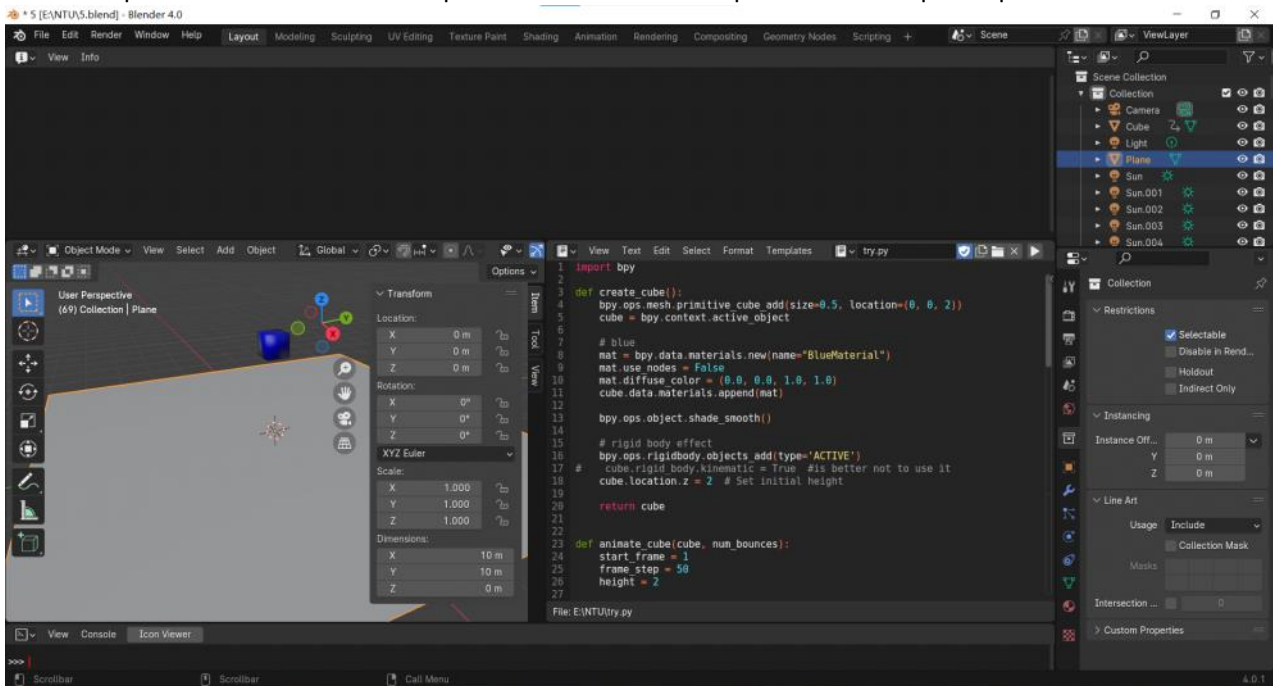 * 5 [E:\NTU\5.blend] - Blender 4.0
File Edit Render Window Help Layout Modeling Sculpting UV Editing Texture Paint Shading Animation Rendering Compositing Geometry Nodes Scripting + Scene ViewLayer
View Info
Scene Collection
Collection
Camera
Cube
Light
Plane
Sun
Sun.001
Sun.002
Sun.003
Sun.004
Object Mode View Select Add Object Global
Options
User Perspective
(69) Collection | Plane
Transform
Location:
X 0 m
Y 0 m
Z 0 m
Rotation:
X 0°
Y 0°
Z 0°
XYZ Euler
Scale:
X 1.000
Y 1.000
Z 1.000
Dimensions:
X 10 m
Y 10 m
Z 0 m
Item
Tool
View
X
Y
Z
View Text Edit Select Format Templates try.py
1 import bpy
2
3 def create_cube():
4 bpy.ops.mesh.primitive_cube_add(size=0.5, location=(0, 0, 2))
5 cube = bpy.context.active_object
6
7 # blue
8 mat = bpy.data.materials.new(name="BlueMaterial")
9 mat.use_nodes = False
10 mat.diffuse_color = (0.0, 0.0, 1.0, 1.0)
11 cube.data.materials.append(mat)
12
13 bpy.ops.object.shade_smooth()
14
15 # rigid body effect
16 bpy.ops.rigidbody.objects_add(type='ACTIVE')
17 # cube.rigid_body.kinematic = True #is better not to use it
18 cube.location.z = 2 # Set initial height
19
20 return cube
21
22
23 def animate_cube(cube, num_bounces):
24 start_frame = 1
25 frame_step = 50
26 height = 2
27
File: E:\NTU\try.py
Collection
Restrictions
Selectable
Disable in Rend...
Holdout
Indirect Only
Instancing
Instance Off... 0 m
Y 0 m
Z 0 m
Line Art
Usage Include
Collection Mask
Masks
Intersection ... 0
Custom Properties
View Console Icon Viewer
>>>
Scrollbar Scrollbar Call Menu 4.0.1